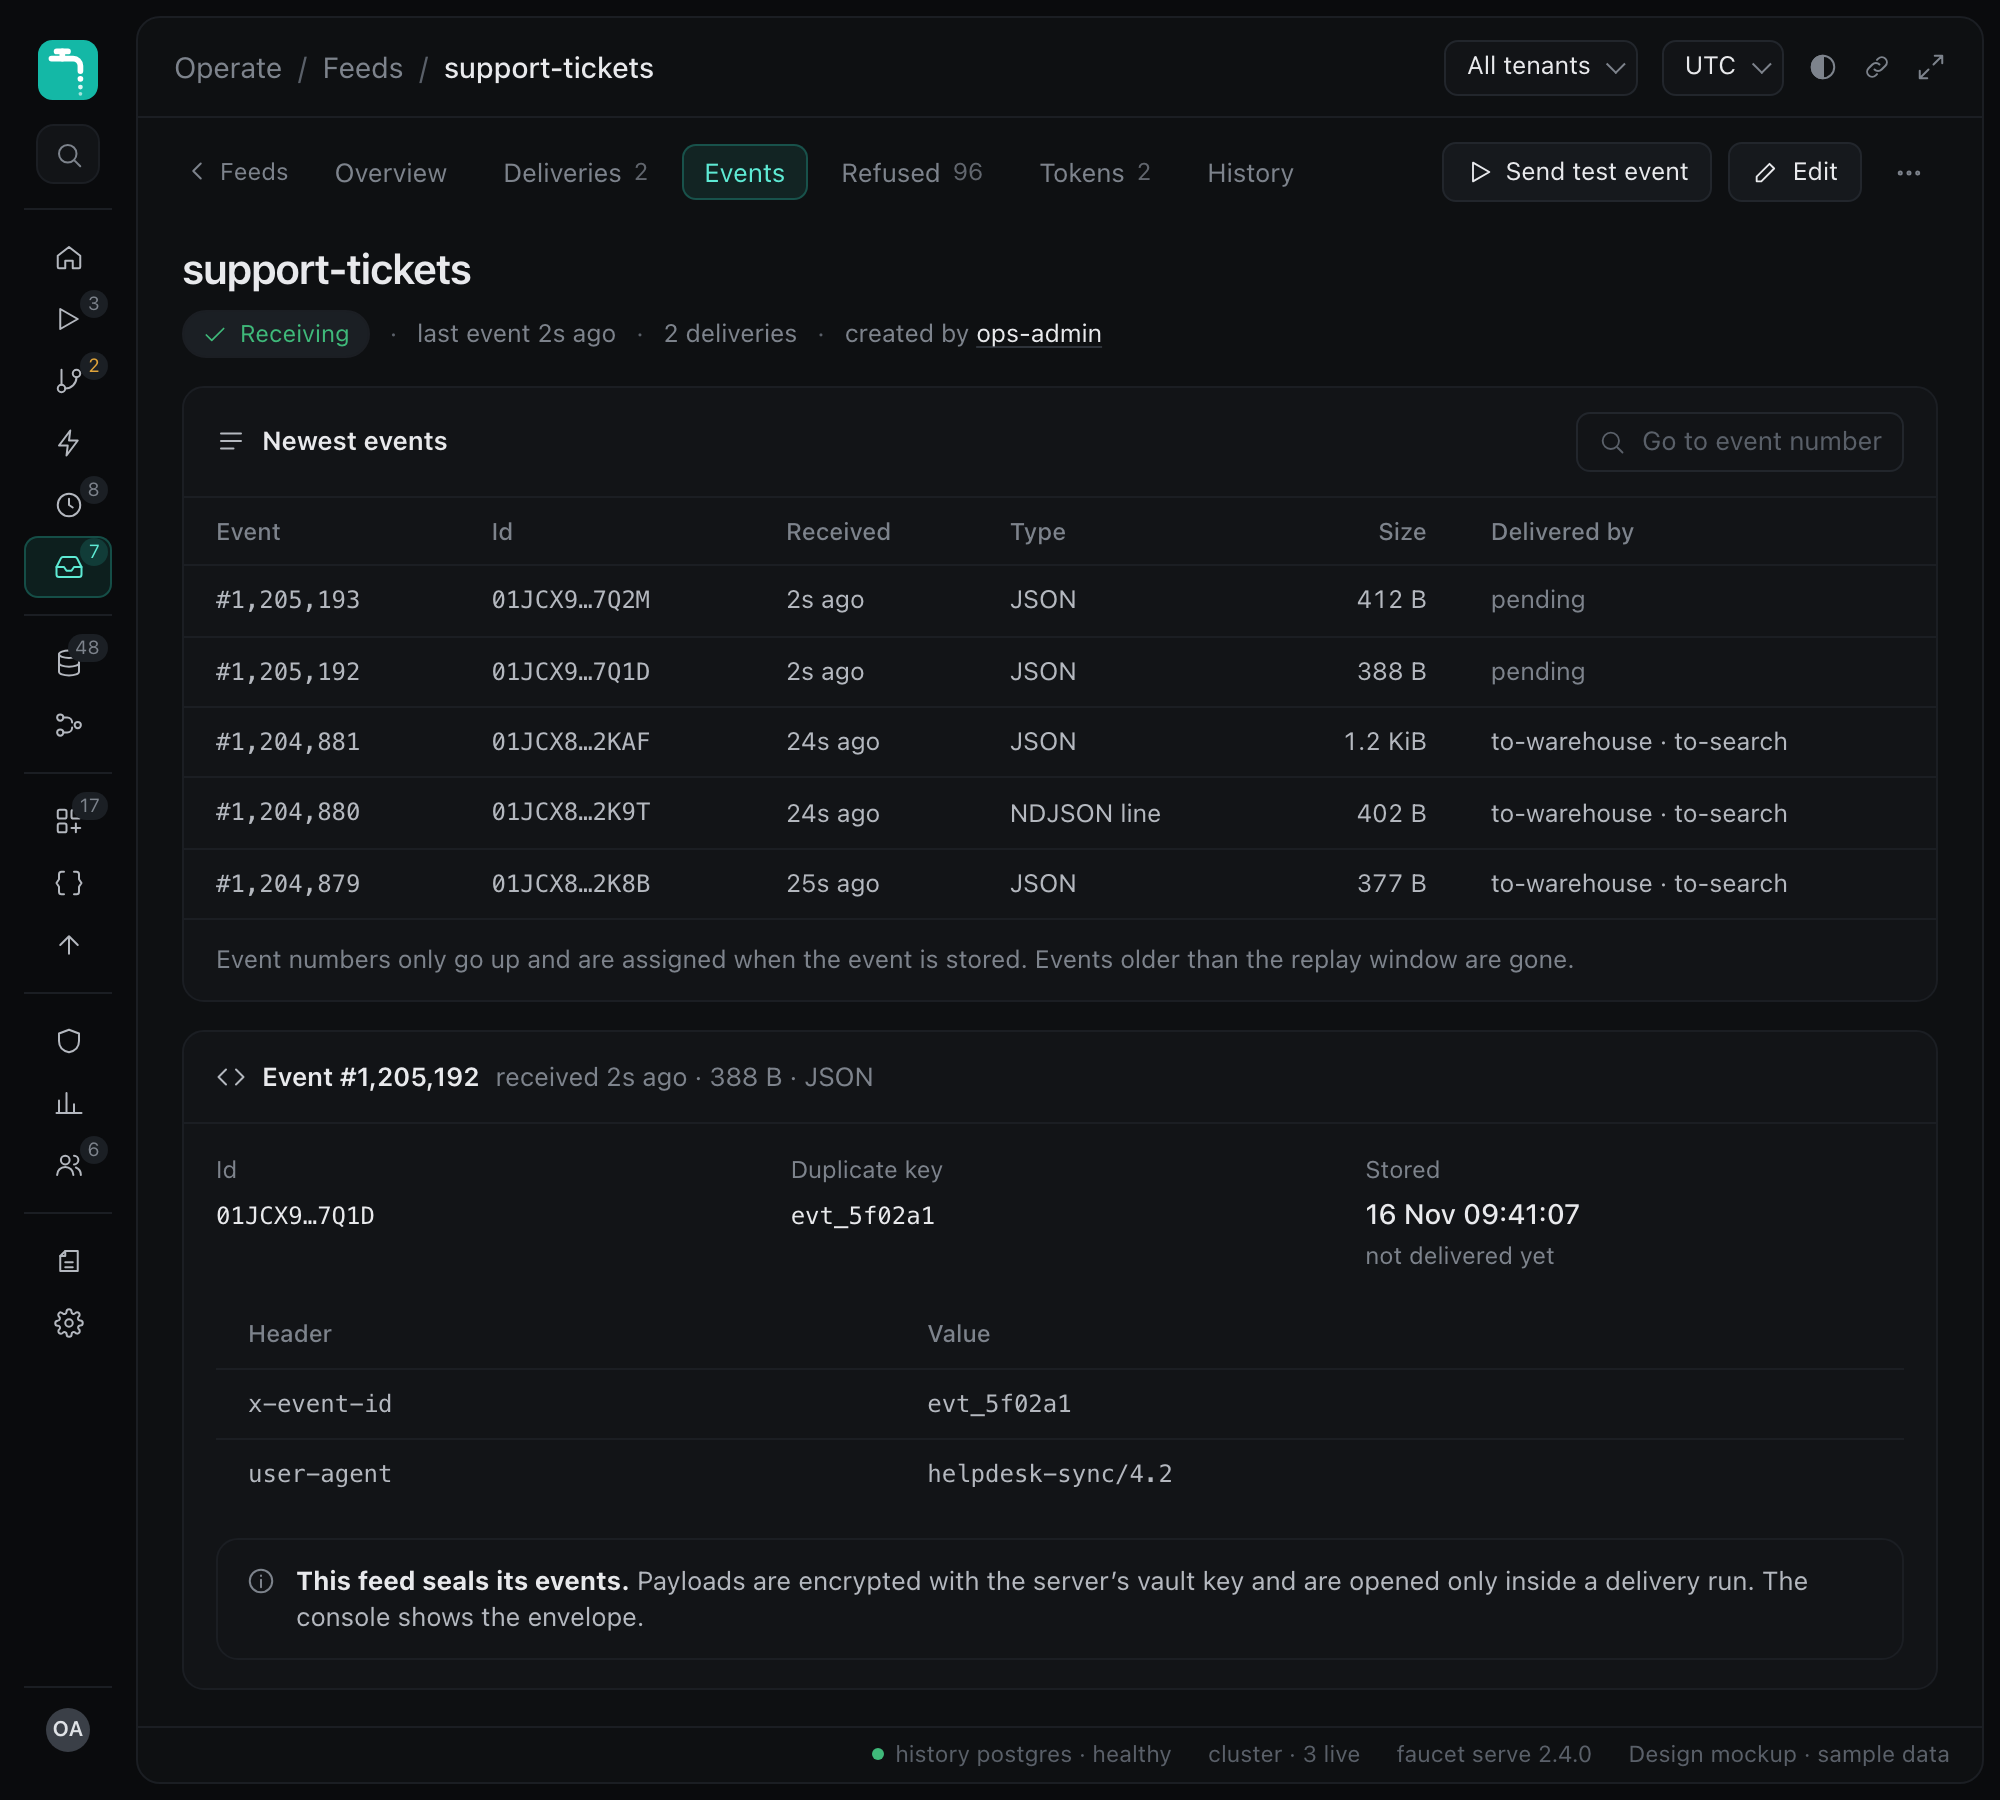 Operate / Feeds / support-tickets
All tenants
UTC
Feeds
Overview
Deliveries 2
Events
Refused 96
Tokens 2
History
Send test event
Edit
3
2
8
7
48
17
6
OA
support-tickets
Receiving · last event 2s ago · 2 deliveries · created by ops-admin
Newest events
Go to event number
Event Id Received Type Size Delivered by
#1,205,193 01JCX9…7Q2M 2s ago JSON 412 B pending
#1,205,192 01JCX9…7Q1D 2s ago JSON 388 B pending
#1,204,881 01JCX8…2KAF 24s ago JSON 1.2 KiB to-warehouse · to-search
#1,204,880 01JCX8…2K9T 24s ago NDJSON line 402 B to-warehouse · to-search
#1,204,879 01JCX8…2K8B 25s ago JSON 377 B to-warehouse · to-search
Event numbers only go up and are assigned when the event is stored. Events older than the replay window are gone.
Event #1,205,192 received 2s ago · 388 B · JSON
Id Duplicate key Stored
01JCX9…7Q1D evt_5f02a1 16 Nov 09:41:07
not delivered yet
Header Value
x-event-id evt_5f02a1
user-agent helpdesk-sync/4.2
This feed seals its events. Payloads are encrypted with the server’s vault key and are opened only inside a delivery run. The
console shows the envelope.
history postgres · healthy cluster · 3 live faucet serve 2.4.0 Design mockup · sample data